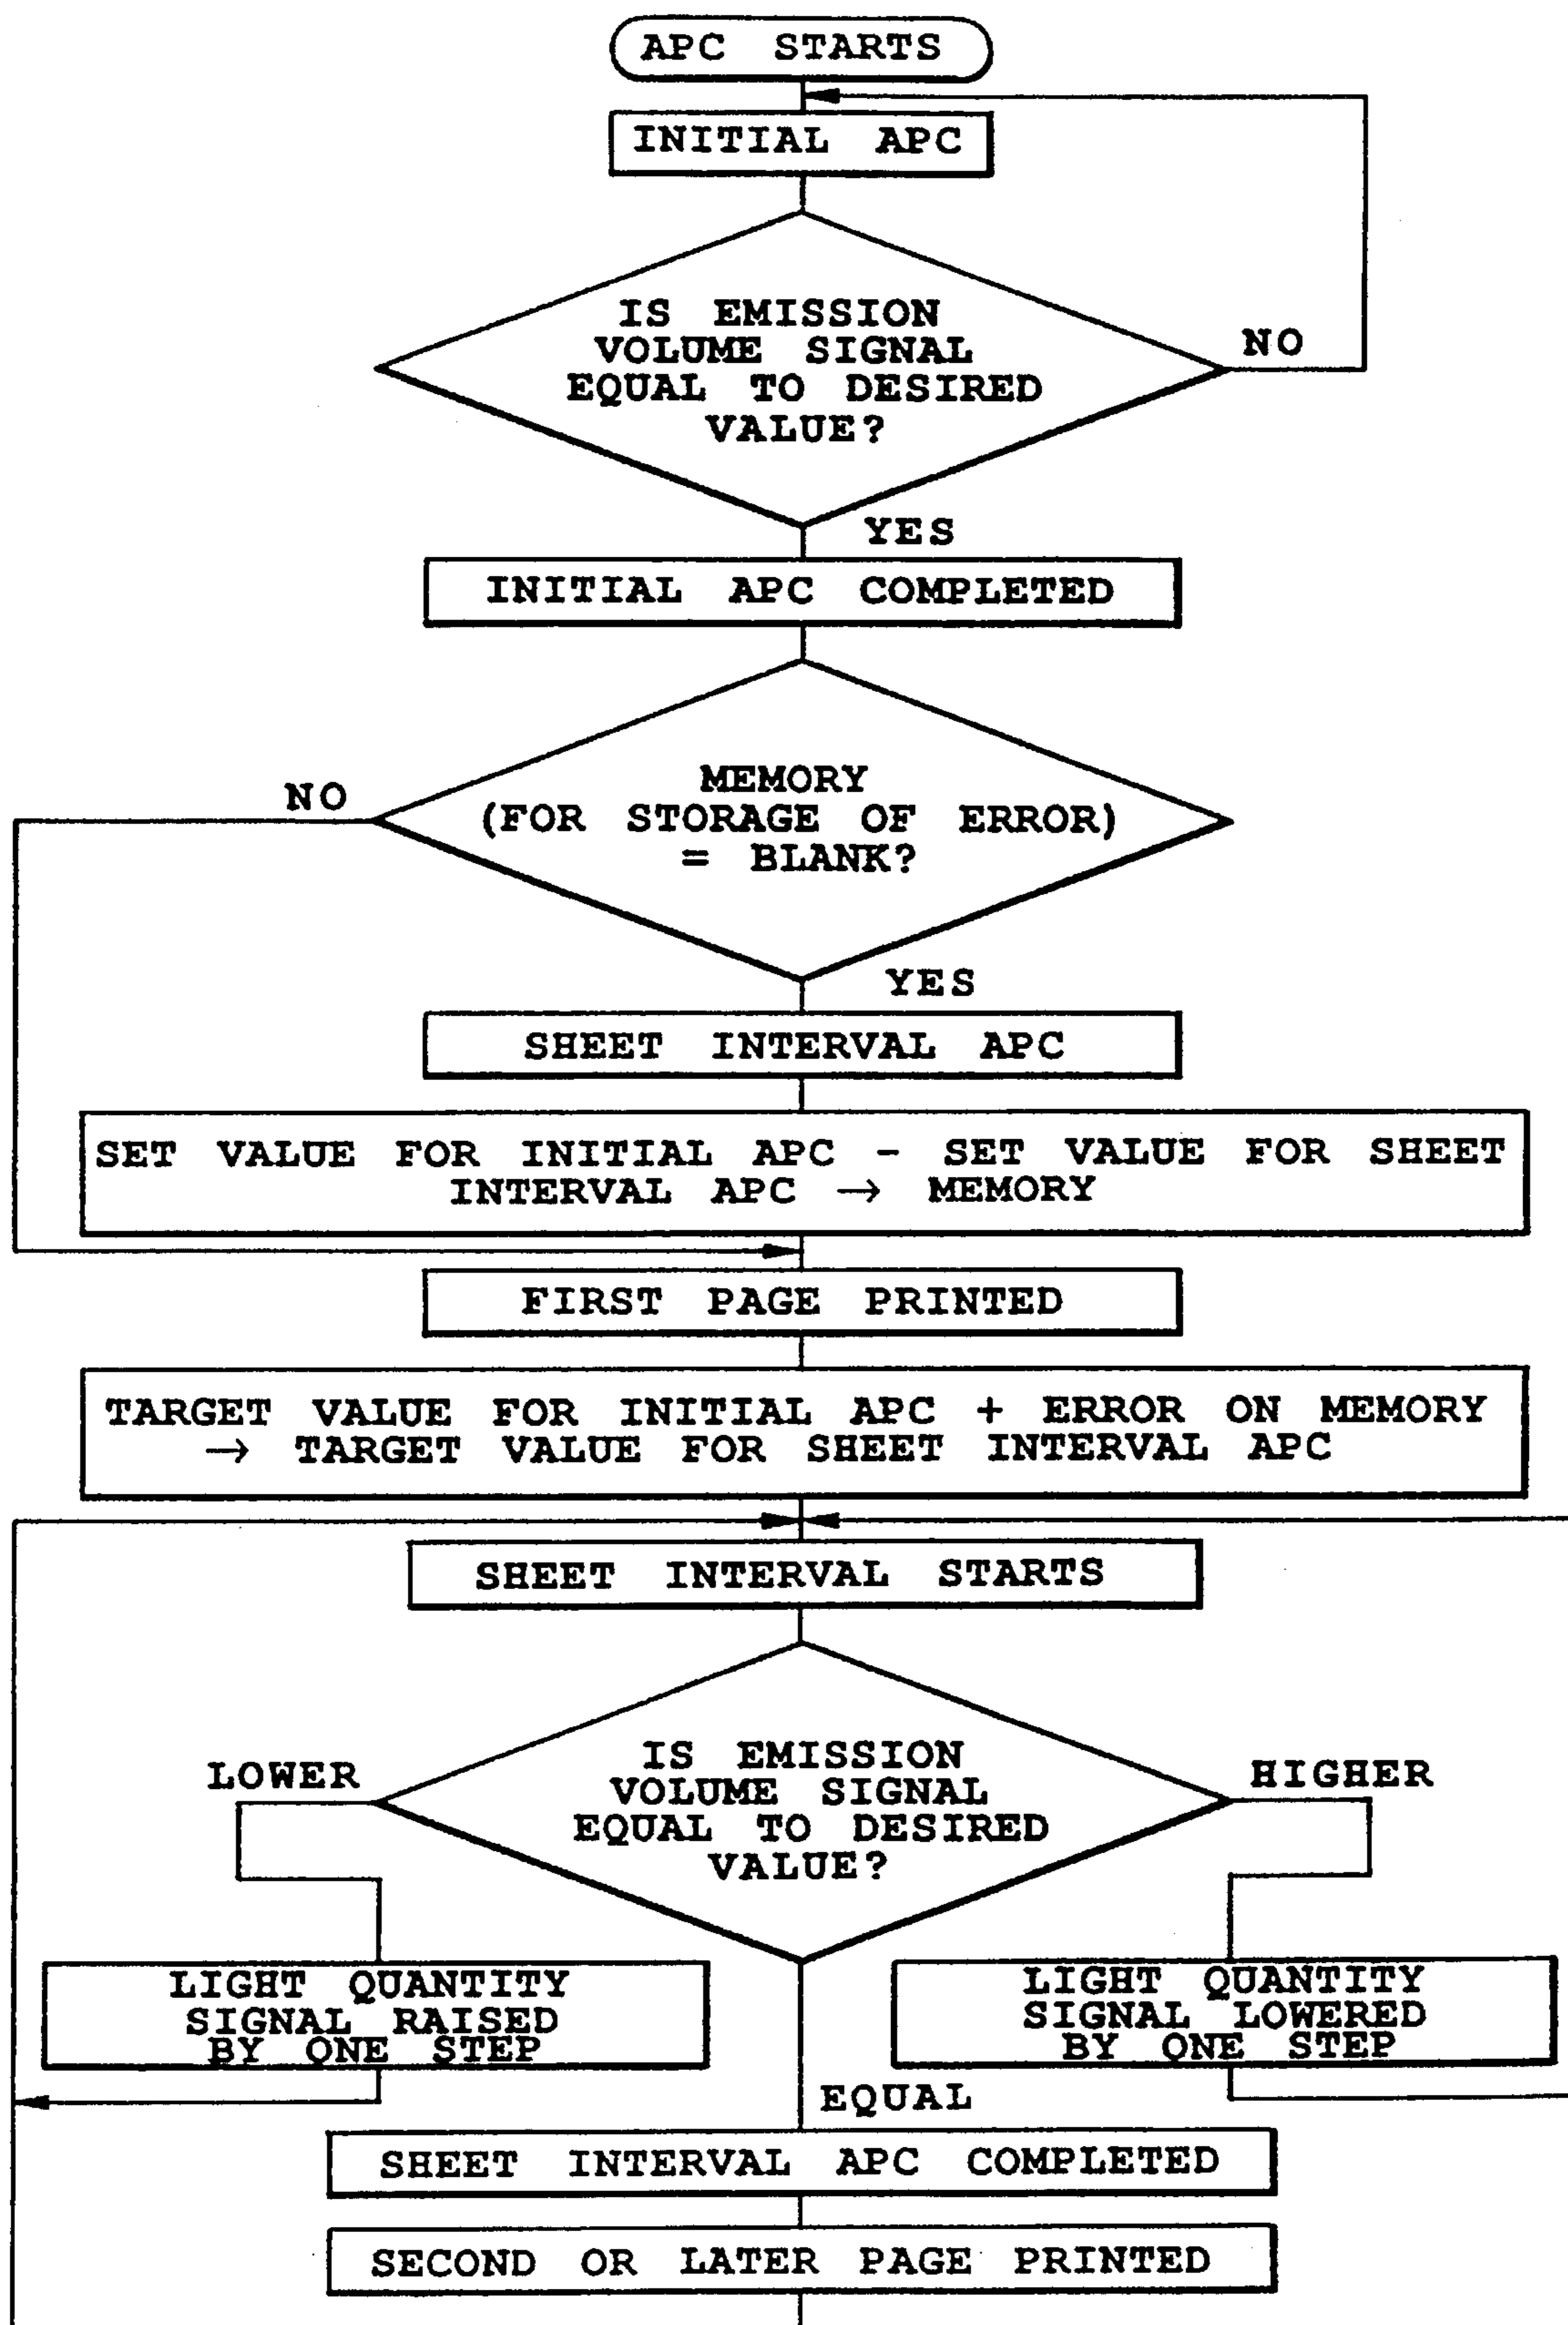 APC STARTS
INITIAL APC
IS EMISSION
VOLUME SIGNAL
EQUAL TO DESIRED
VALUE?
NO
YES
INITIAL APC COMPLETED
MEMORY
(FOR STORAGE OF ERROR)
= BLANK?
NO
YES
SHEET INTERVAL APC
SET VALUE FOR INITIAL APC - SET VALUE FOR SHEET
INTERVAL APC → MEMORY
FIRST PAGE PRINTED
TARGET VALUE FOR INITIAL APC + ERROR ON MEMORY
→ TARGET VALUE FOR SHEET INTERVAL APC
SHEET INTERVAL STARTS
IS EMISSION
VOLUME SIGNAL
EQUAL TO DESIRED
VALUE?
LOWER
HIGHER
LIGHT QUANTITY
SIGNAL RAISED
BY ONE STEP
LIGHT QUANTITY
SIGNAL LOWERED
BY ONE STEP
EQUAL
SHEET INTERVAL APC COMPLETED
SECOND OR LATER PAGE PRINTED